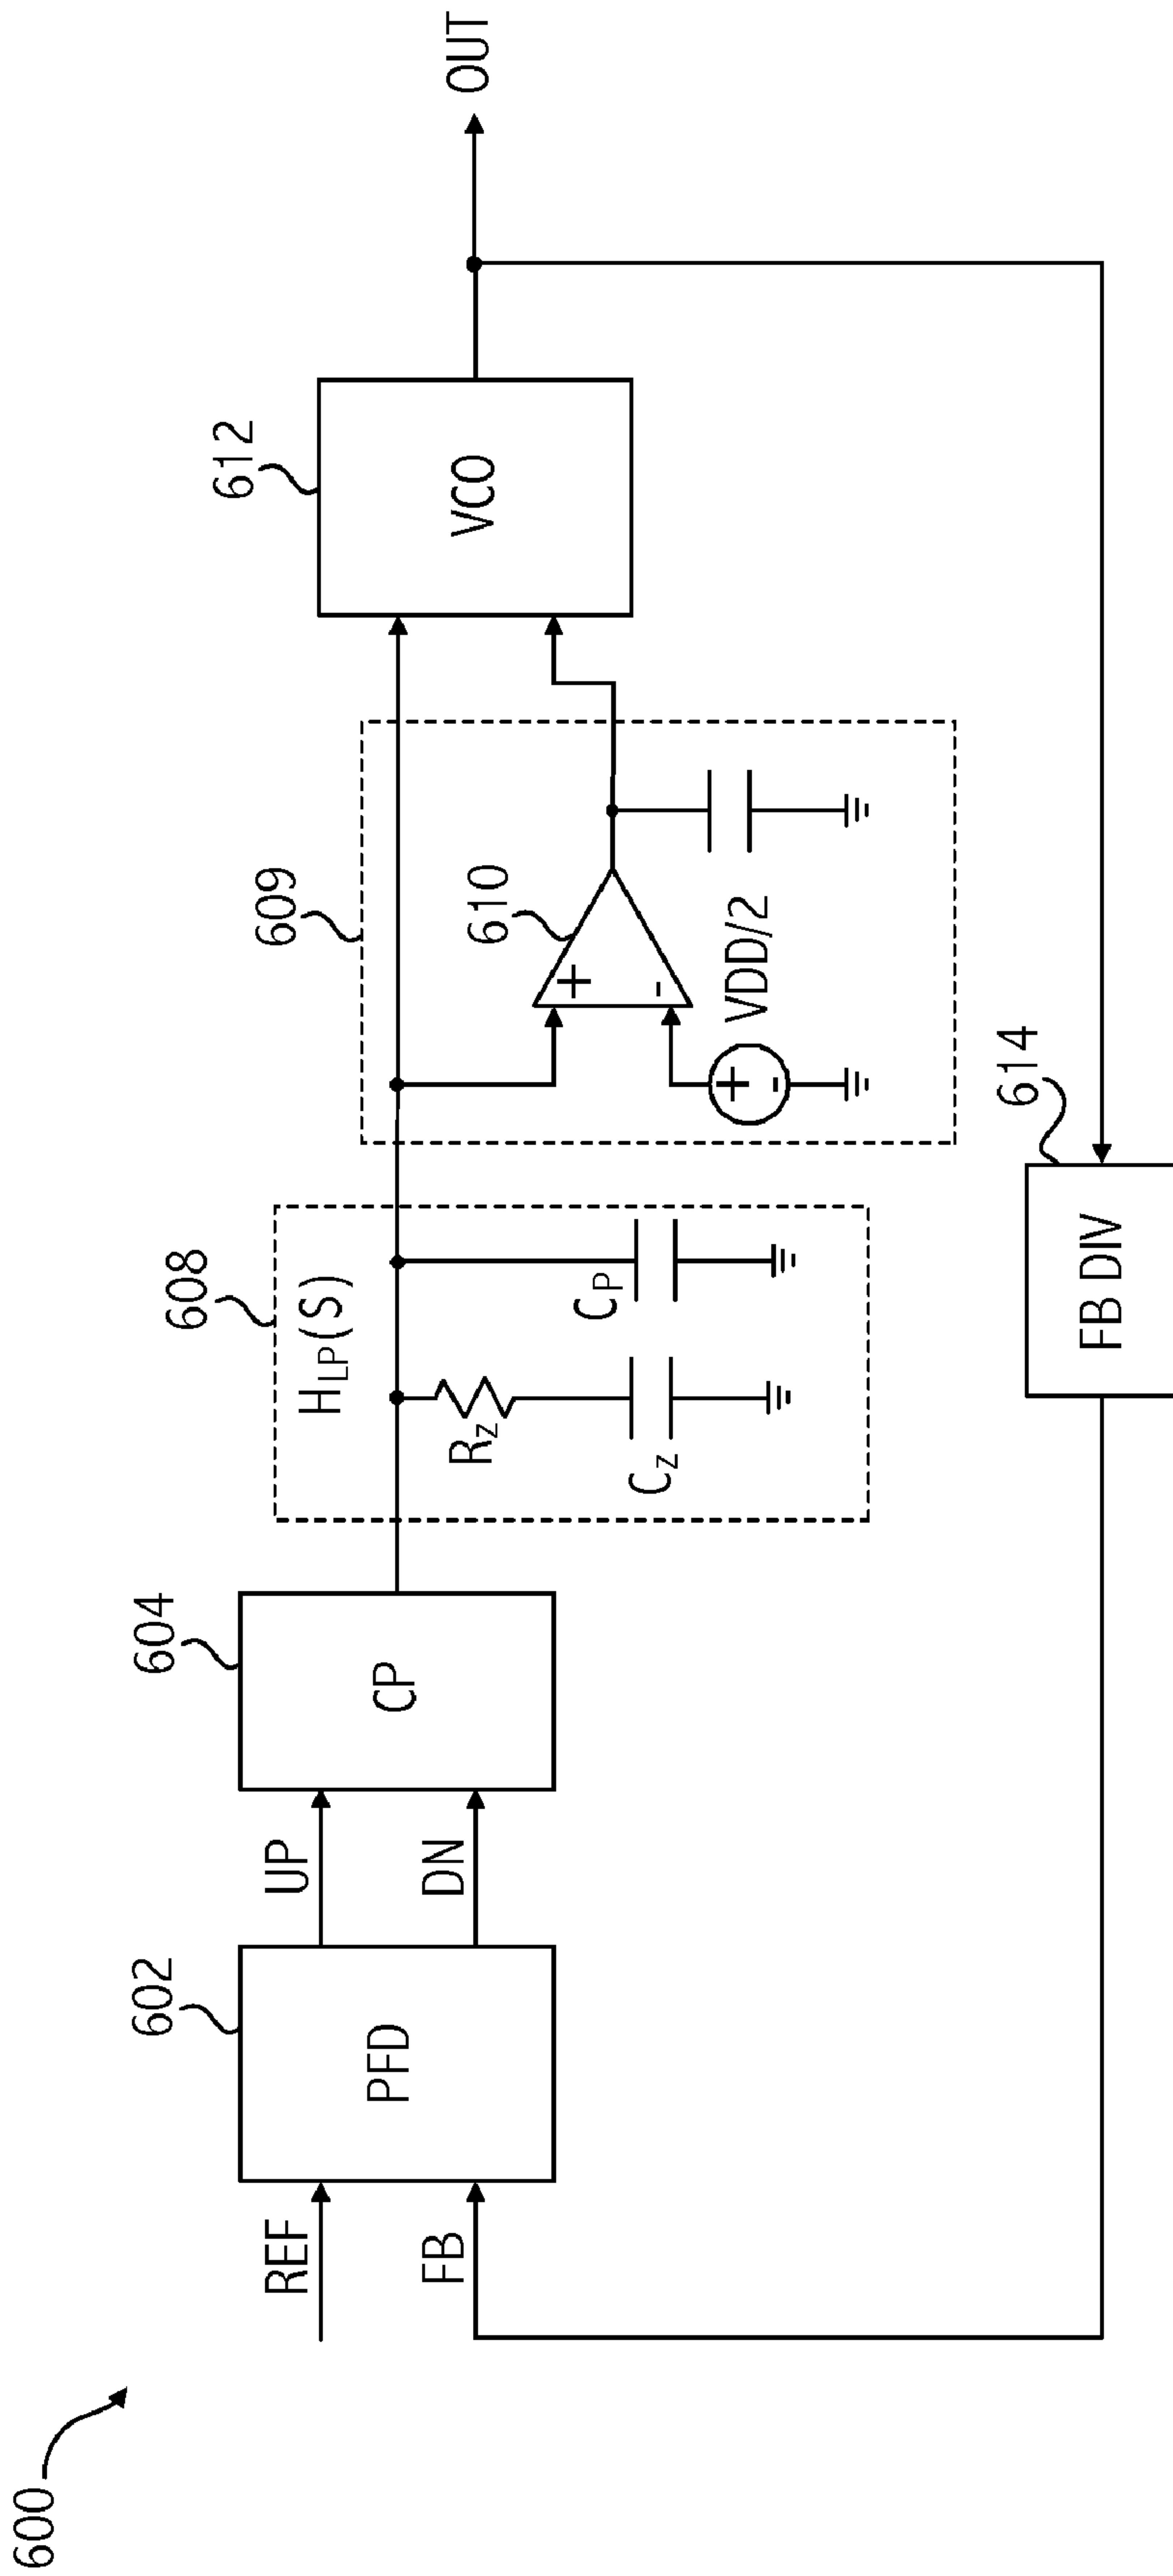 600
REF
FB
602
PFD
UP
DN
604
CP
608
H_LP(S)
R_Z
C_Z
C_P
609
610
+
-
+
-
VDD/2
612
VCO
OUT
614
FB DIV